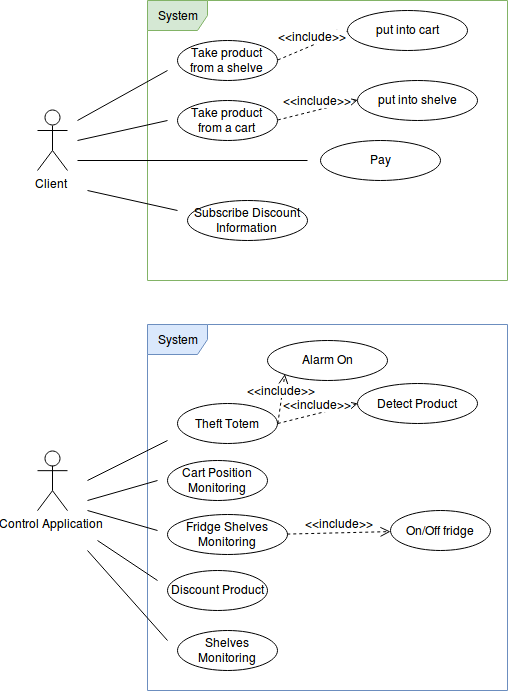 System
<<include>>
put into cart
Take product
from a shelve
<<include>>
put into shelve
Take product
from a cart
Pay
Client
Subscribe Discount
Information
System
Alarm On
<<include>>
<<include>>
Detect Product
Theft Totem
Cart Position
Monitoring
Control Application
Fridge Shelves
Monitoring
<<include>>
On/Off fridge
Discount Product
Shelves
Monitoring